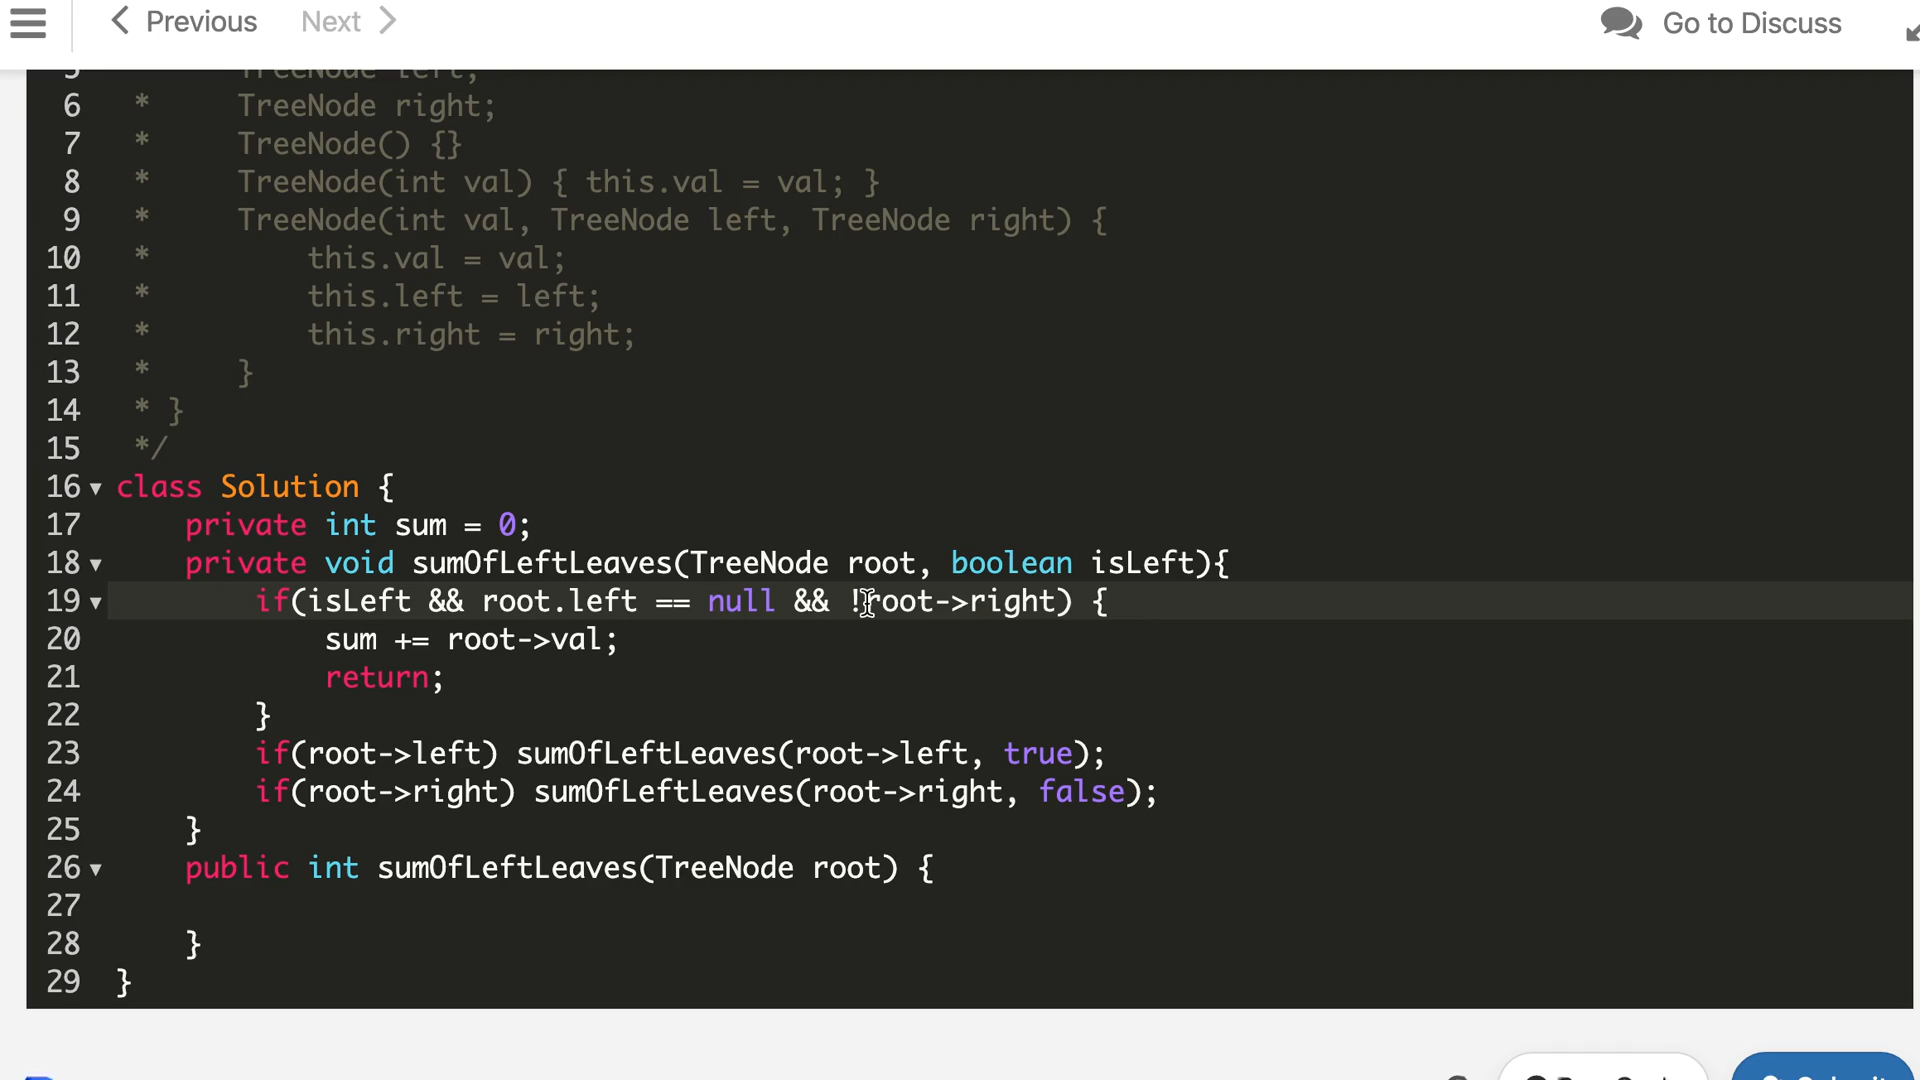 Previous Next Go to Discuss
5 * TreeNode left;
6 * TreeNode right;
7 * TreeNode() {}
8 * TreeNode(int val) { this.val = val; }
9 * TreeNode(int val, TreeNode left, TreeNode right) {
10 * this.val = val;
11 * this.left = left;
12 * this.right = right;
13 * }
14 * }
15 */
16 class Solution {
17 private int sum = 0;
18 private void sumOfLeftLeaves(TreeNode root, boolean isLeft){
19 if(isLeft && root.left == null && !root->right) {
20 sum += root->val;
21 return;
22 }
23 if(root->left) sumOfLeftLeaves(root->left, true);
24 if(root->right) sumOfLeftLeaves(root->right, false);
25 }
26 public int sumOfLeftLeaves(TreeNode root) {
27
28 }
29 }